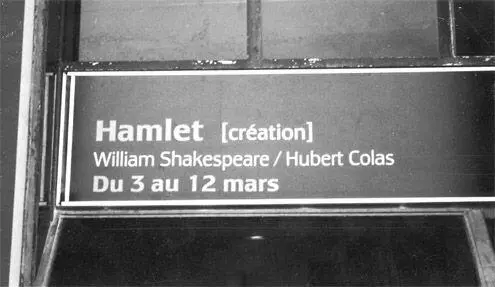 Hamlet [création]
William Shakespeare / Hubert Colas
Du 3 au 12 mars